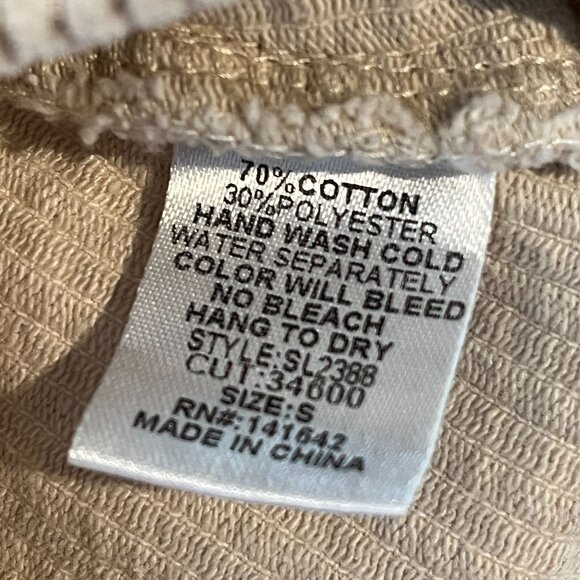 70% COTTON
30% POLYESTER
HAND WASH COLD
WATER SEPARATELY
COLOR WILL BLEED
NO BLEACH
HANG TO DRY
STYLE:SL2388
CUT:34600
SIZE:S
RN#:141642
MADE IN CHINA